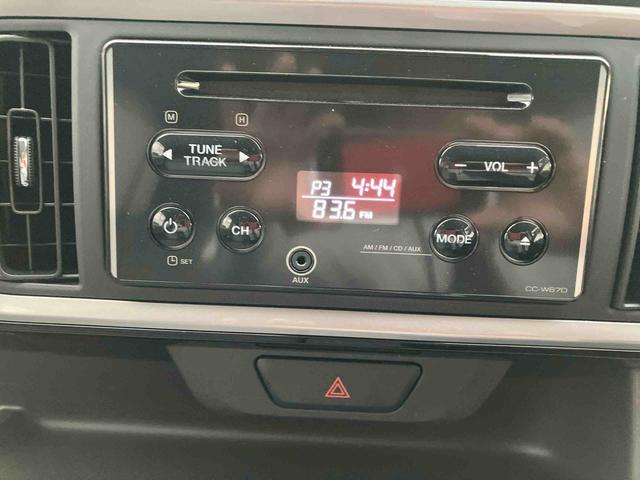 M H
TUNE
TRACK
- VOL +
P3 4:44
83.6 FM
CH
MODE
SET
AUX
AM / FM / CD / AUX
CC-W67D